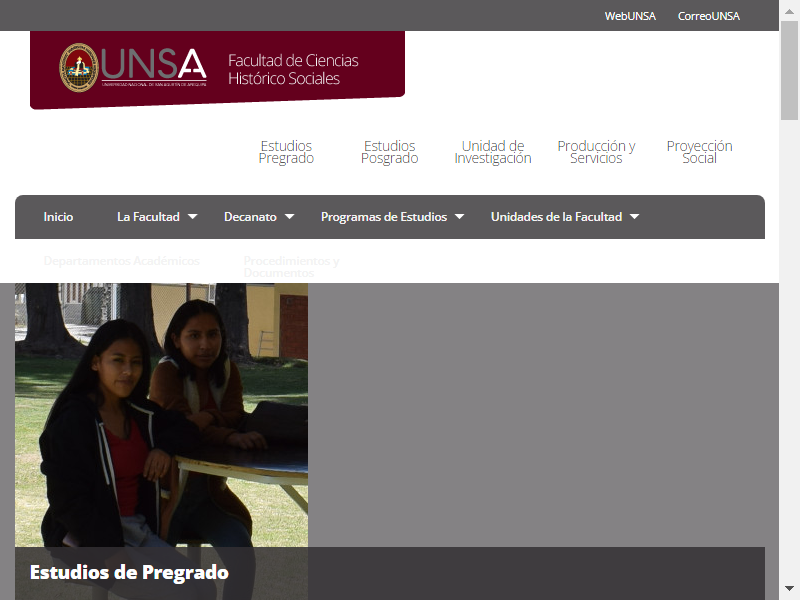 WebUNSA CorreoUNSA
UNSA
UNIVERSIDAD NACIONAL DE SAN AGUSTÍN DE AREQUIPA
Facultad de Ciencias
Histórico Sociales
Estudios
Pregrado
Estudios
Posgrado
Unidad de
Investigación
Producción y
Servicios
Proyección
Social
Inicio La Facultad Decanato Programas de Estudios Unidades de la Facultad
Departamentos Académicos
Procedimientos y
Documentos
Estudios de Pregrado